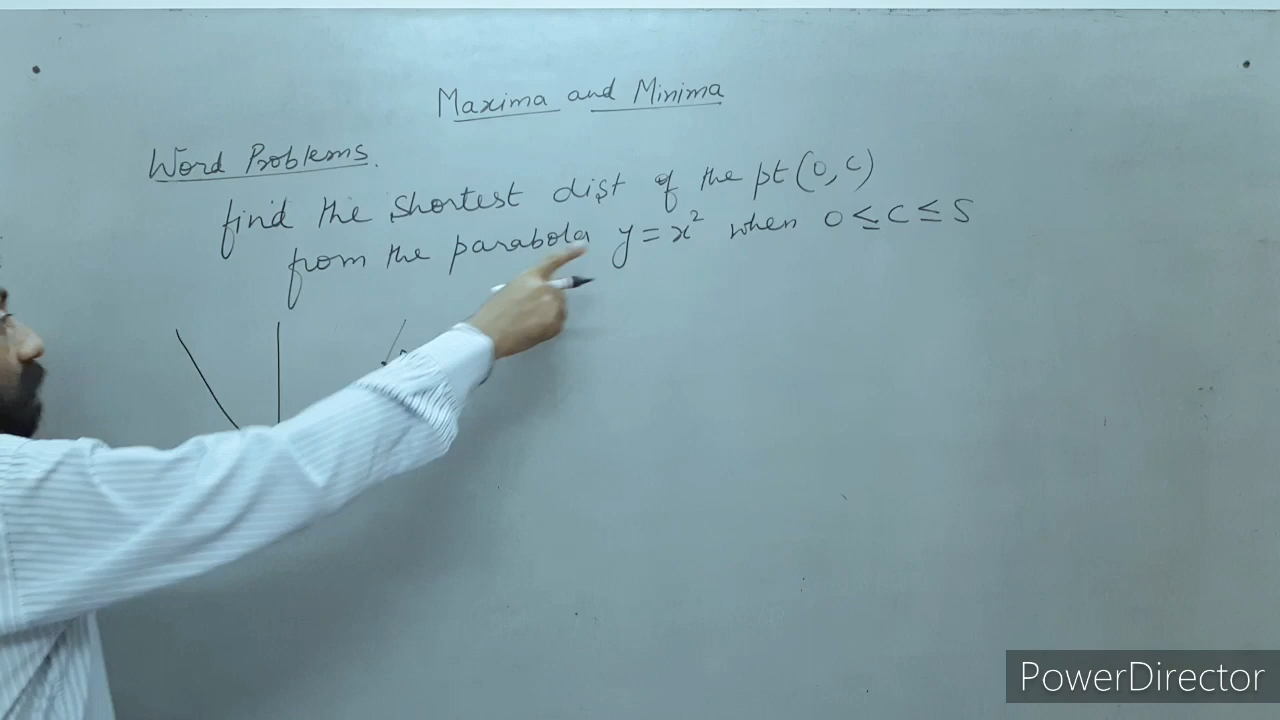 Maxima and Minima
Word Problems.
find the shortest dist of the pt (0, c)
from the parabola y = x² when 0 ≤ c ≤ 5
PowerDirector